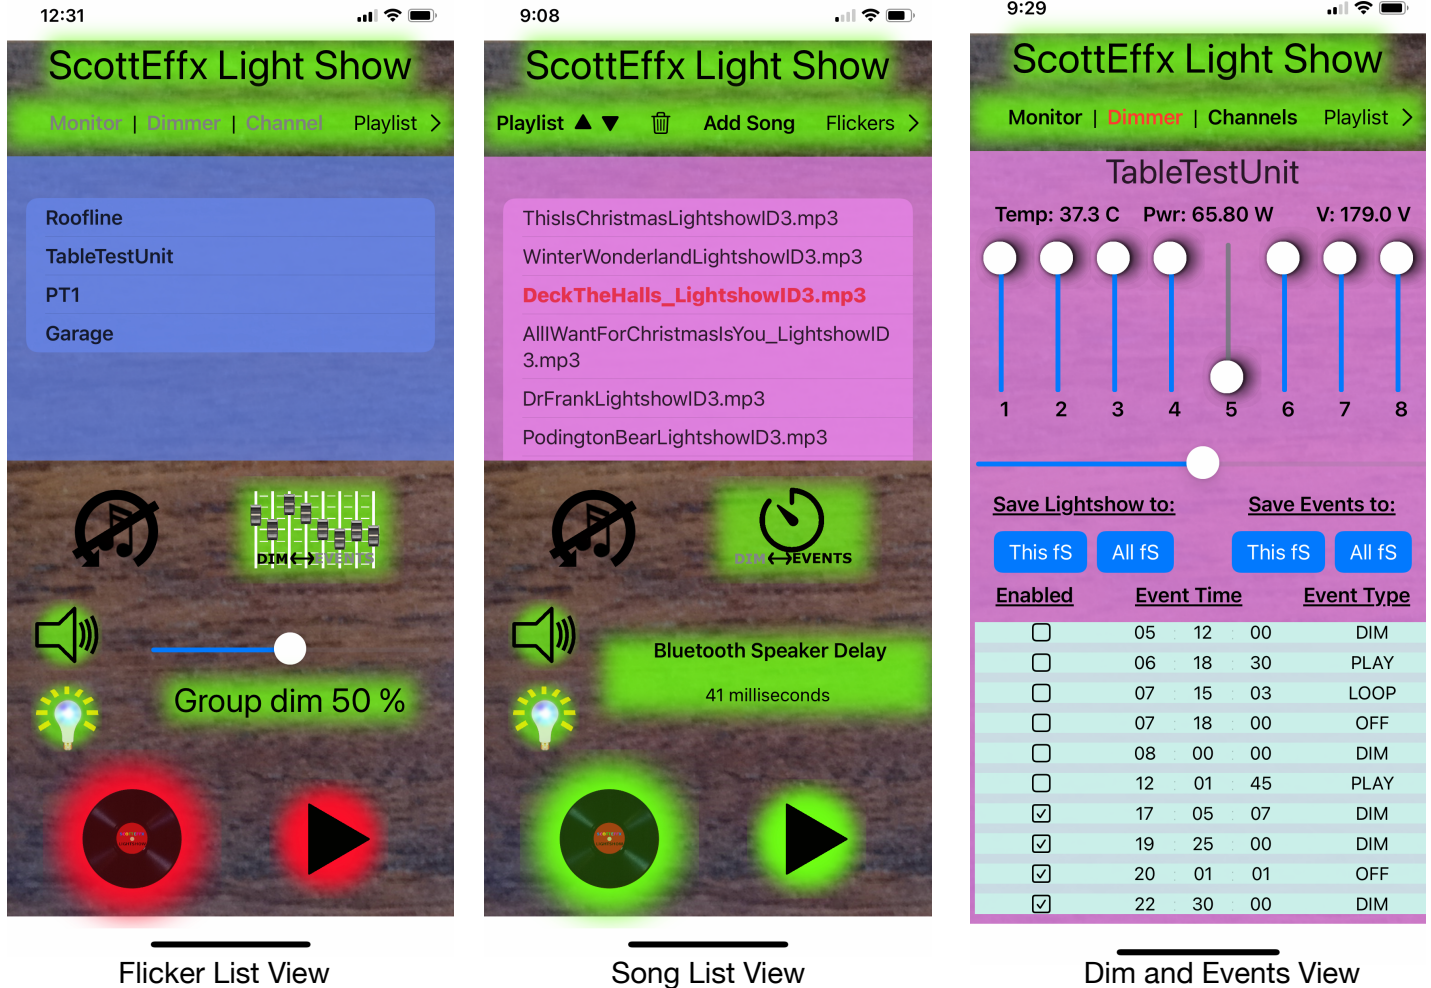 12:31
ScottEffx Light Show
Monitor | Dimmer | Channel Playlist >
Roofline
TableTestUnit
PT1
Garage
DIM↔EVENTS
Group dim 50 %
Flicker List View
9:08
ScottEffx Light Show
Playlist ▲ ▼ Add Song Flickers >
ThisIsChristmasLightshowID3.mp3
WinterWonderlandLightshowID3.mp3
DeckTheHalls_LightshowID3.mp3
AllIWantForChristmasIsYou_LightshowID
3.mp3
DrFrankLightshowID3.mp3
PodingtonBearLightshowID3.mp3
DIM↔EVENTS
Bluetooth Speaker Delay
41 milliseconds
Song List View
9:29
ScottEffx Light Show
Monitor | Dimmer | Channels Playlist >
TableTestUnit
Temp: 37.3 C Pwr: 65.80 W V: 179.0 V
1 2 3 4 5 6 7 8
Save Lightshow to: Save Events to:
This fS All fS This fS All fS
Enabled Event Time Event Type
05 : 12 : 00 DIM
06 : 18 : 30 PLAY
07 : 15 : 03 LOOP
07 : 18 : 00 OFF
08 : 00 : 00 DIM
12 : 01 : 45 PLAY
17 : 05 : 07 DIM
19 : 25 : 00 DIM
20 : 01 : 01 OFF
22 : 30 : 00 DIM
Dim and Events View